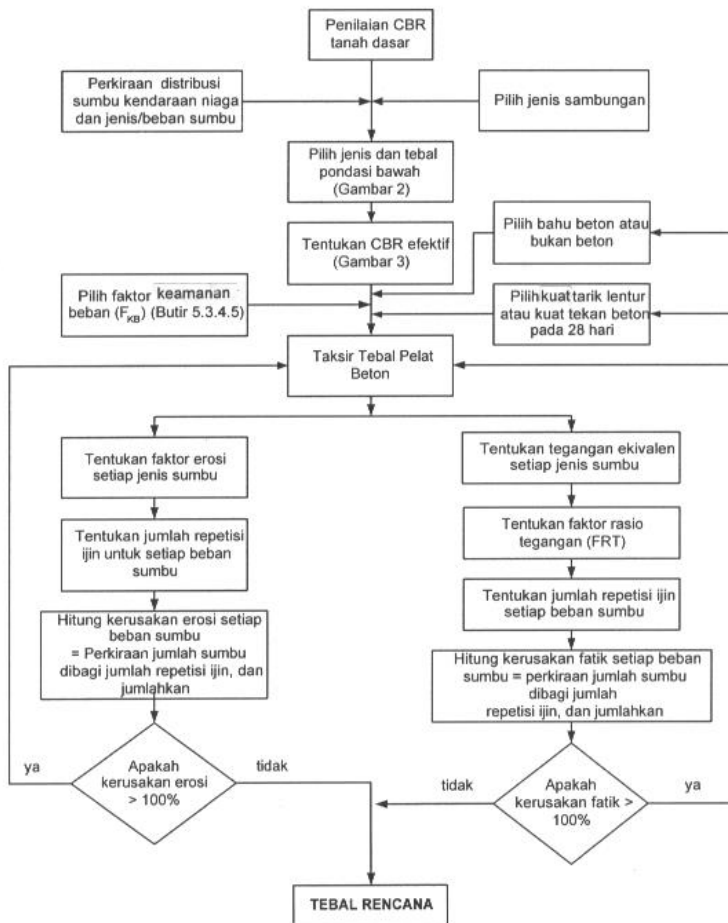 Penilaian CBR
tanah dasar
Perkiraan distribusi
sumbu kendaraan niaga
dan jenis/beban sumbu
Pilih jenis sambungan
Pilih jenis dan tebal
pondasi bawah
(Gambar 2)
Tentukan CBR efektif
(Gambar 3)
Pilih bahu beton atau
bukan beton
Pilih faktor keamanan
beban (FKB) (Butir 5.3.4.5)
Pilih kuat tarik lentur
atau kuat tekan beton
pada 28 hari
Taksir Tebal Pelat
Beton
Tentukan faktor erosi
setiap jenis sumbu
Tentukan jumlah repetisi
ijin untuk setiap beban
sumbu
Hitung kerusakan erosi setiap
beban sumbu
= Perkiraan jumlah sumbu
dibagi jumlah repetisi ijin, dan
jumlahkan
ya
Apakah
kerusakan erosi
> 100%
tidak
Tentukan tegangan ekivalen
setiap jenis sumbu
Tentukan faktor rasio
tegangan (FRT)
Tentukan jumlah repetisi ijin
setiap beban sumbu
Hitung kerusakan fatik setiap beban
sumbu = perkiraan jumlah sumbu
dibagi jumlah
repetisi ijin, dan jumlahkan
tidak
Apakah
kerusakan fatik >
100%
ya
TEBAL RENCANA